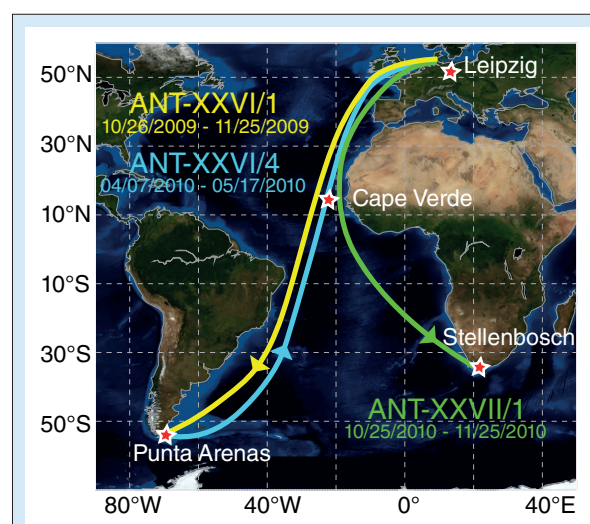 50°N
Leipzig
ANT-XXVI/1
10/26/2009 - 11/25/2009
30°N
ANT-XXVI/4
04/07/2010 - 05/17/2010
Cape Verde
10°N
10°S
Stellenbosch
30°S
ANT-XXVII/1
10/25/2010 - 11/25/2010
50°S
Punta Arenas
80°W 40°W 0° 40°E